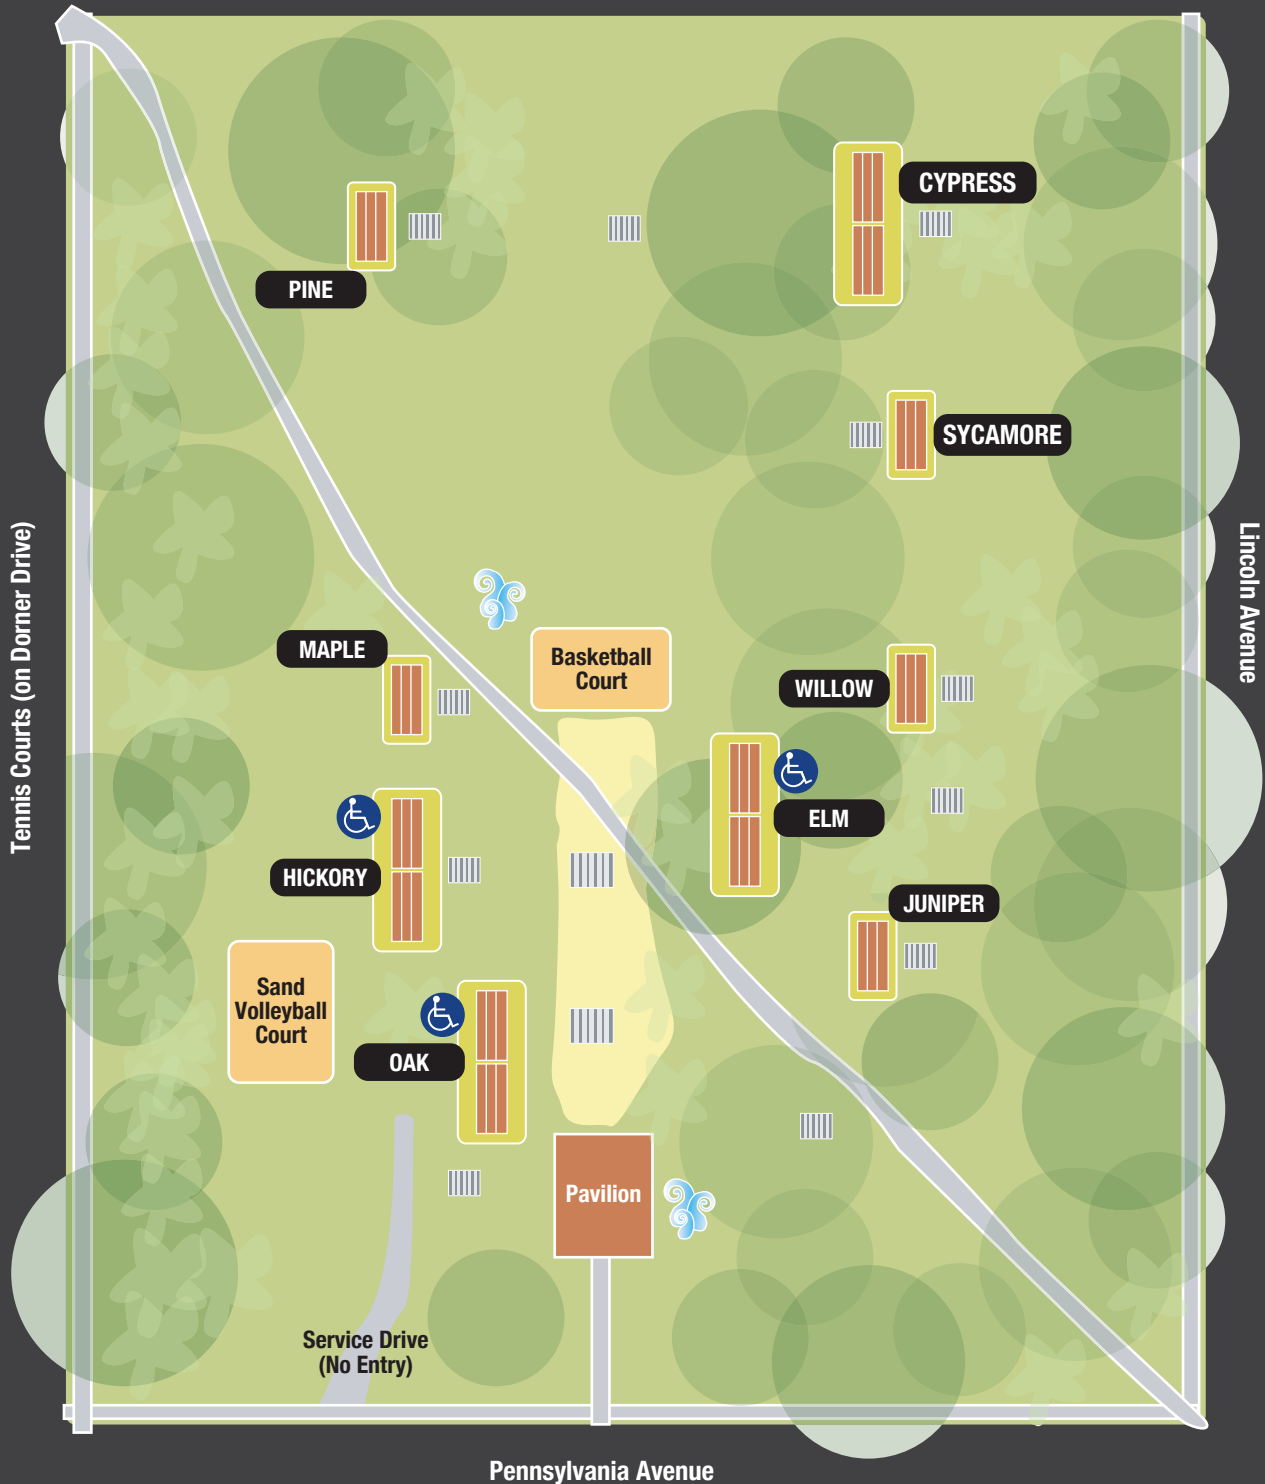 CYPRESS
PINE
SYCAMORE
Tennis Courts (on Dorner Drive)
Lincoln Avenue
MAPLE
Basketball
Court
WILLOW
ELM
HICKORY
JUNIPER
Sand
Volleyball
Court
OAK
Pavilion
Service Drive
(No Entry)
Pennsylvania Avenue